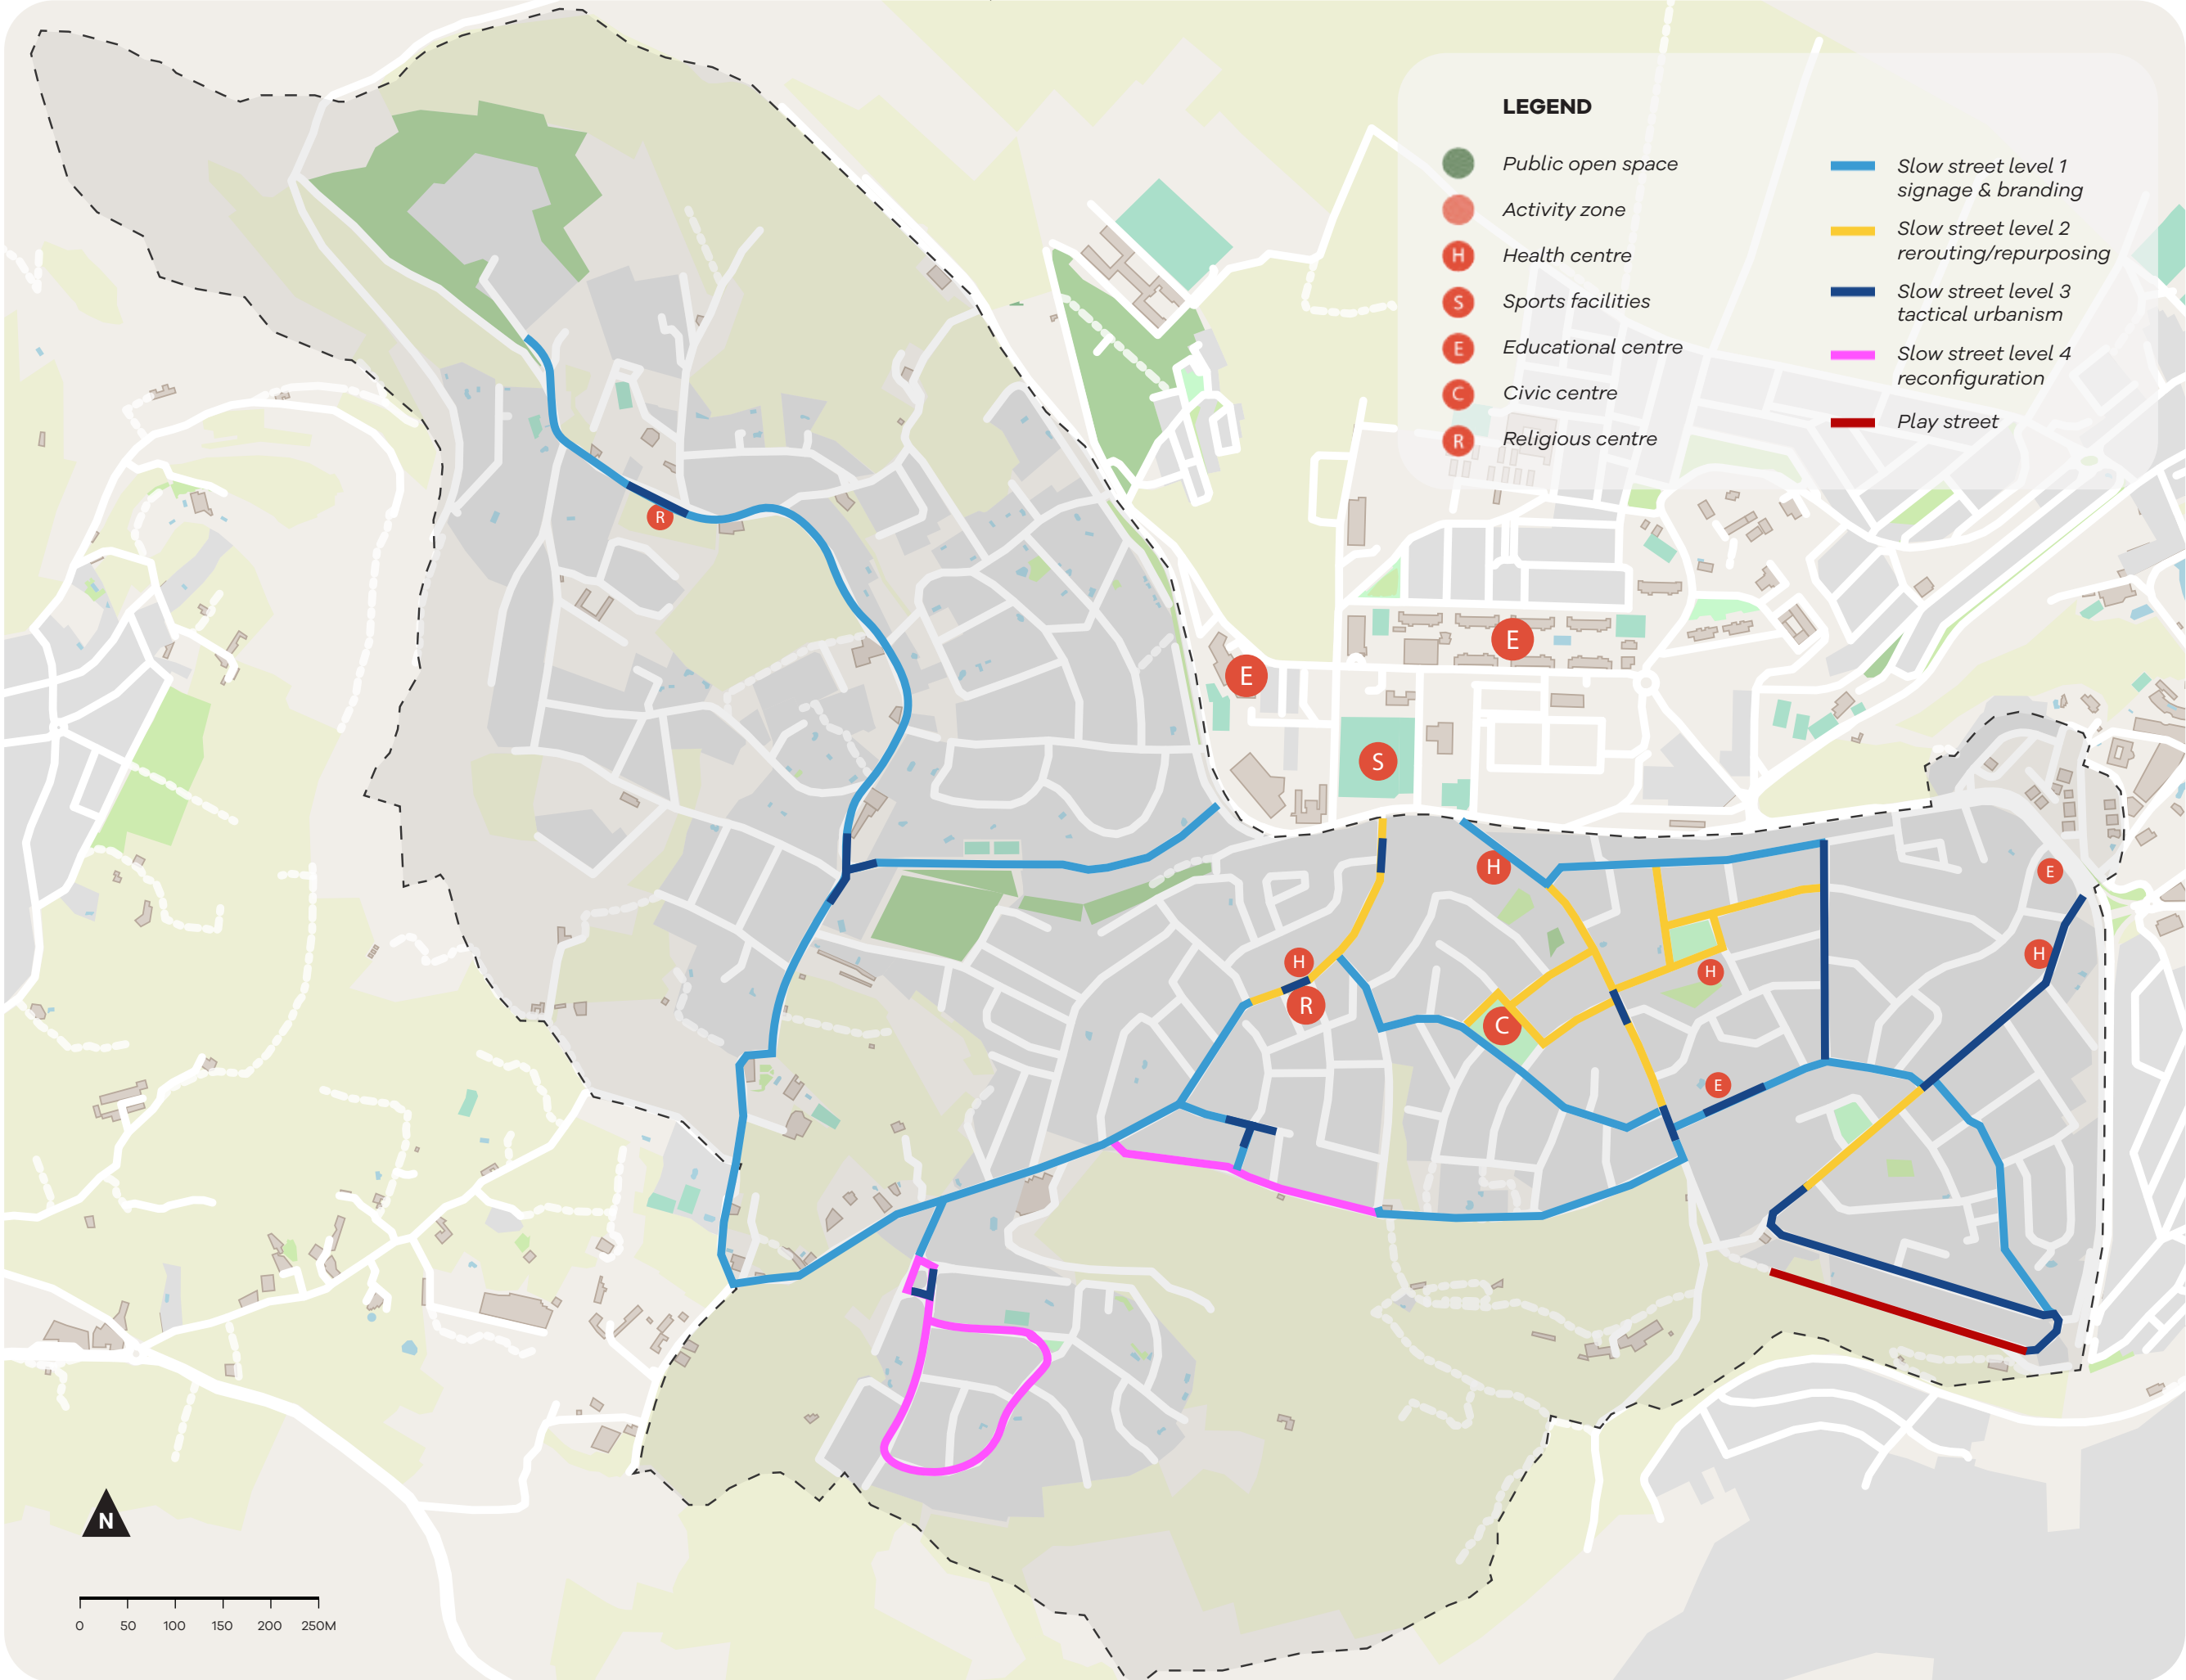 LEGEND
Public open space
Activity zone
H Health centre
S Sports facilities
E Educational centre
C Civic centre
R Religious centre
Slow street level 1
signage & branding
Slow street level 2
rerouting/repurposing
Slow street level 3
tactical urbanism
Slow street level 4
reconfiguration
Play street
R
E
E
S
H
E
H
H
H
R
C
E
N
0 50 100 150 200 250M